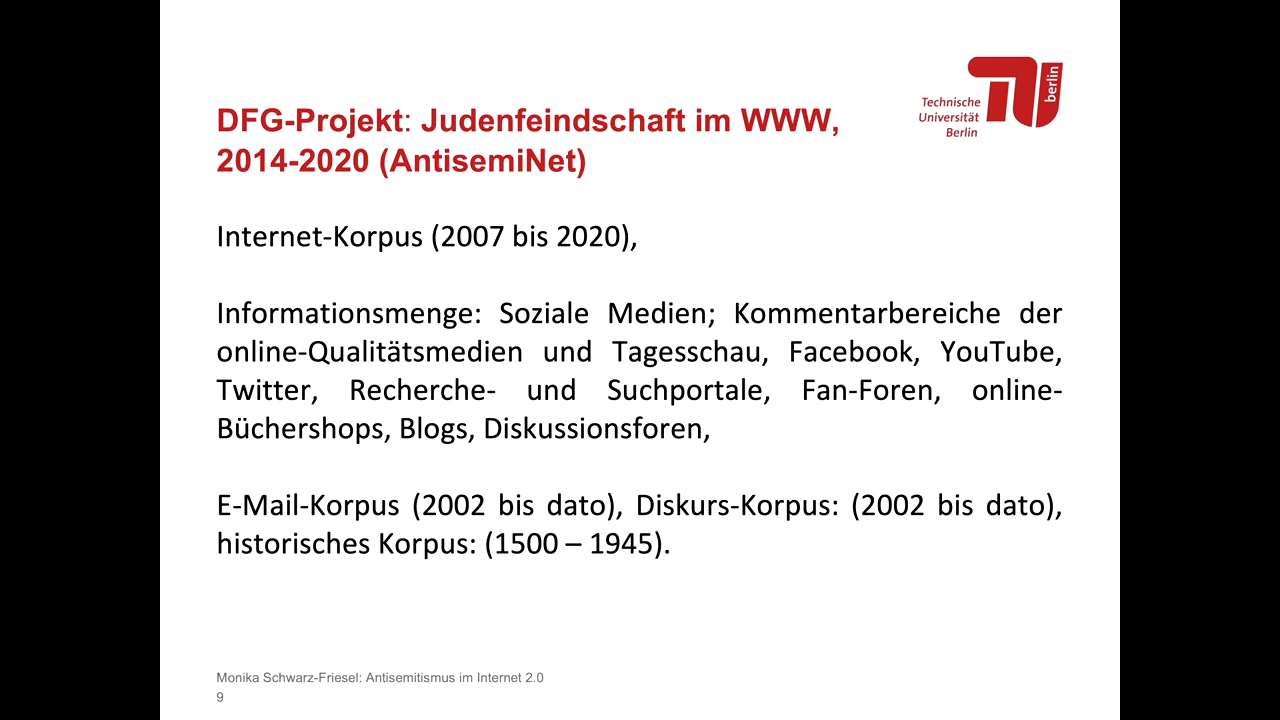 Technische
Universität
Berlin
berlin
DFG-Projekt: Judenfeindschaft im WWW,
2014-2020 (AntisemiNet)
Internet-Korpus (2007 bis 2020),
Informationsmenge: Soziale Medien; Kommentarbereiche der
online-Qualitätsmedien und Tagesschau, Facebook, YouTube,
Twitter, Recherche- und Suchportale, Fan-Foren, online-
Büchershops, Blogs, Diskussionsforen,
E-Mail-Korpus (2002 bis dato), Diskurs-Korpus: (2002 bis dato),
historisches Korpus: (1500 – 1945).
Monika Schwarz-Friesel: Antisemitismus im Internet 2.0
9